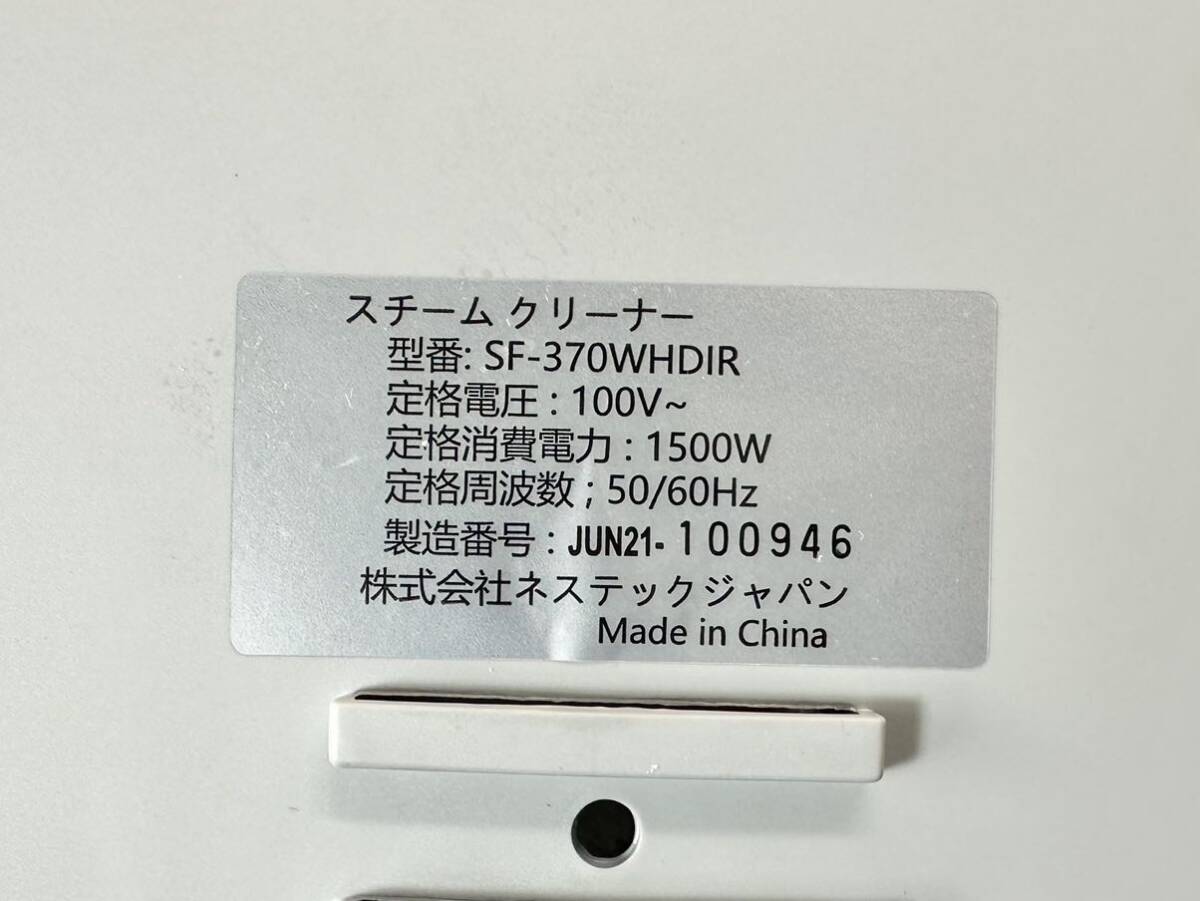 スチーム クリーナー
型番: SF-370WHDIR
定格電圧 : 100V~
定格消費電力 : 1500W
定格周波数 ; 50/60Hz
製造番号 : JUN21- 100946
株式会社ネステックジャパン
Made in China